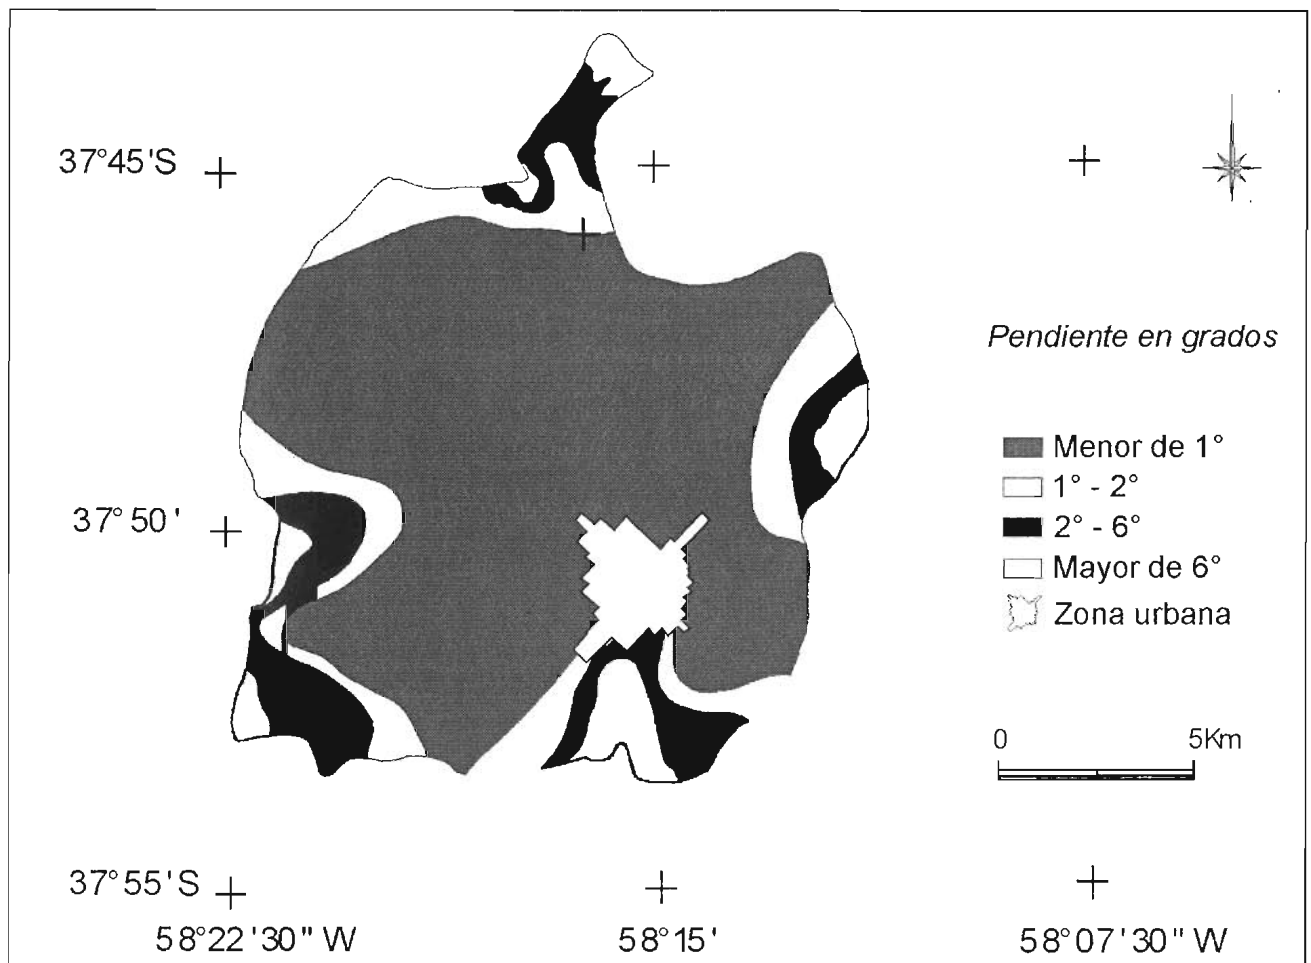 37°45'S
Pendiente en grados
Menor de 1°
1° - 2°
37°50'
2° - 6°
Mayor de 6°
Zona urbana
0 5Km
37°55'S
58°22'30" W 58°15' 58°07'30" W